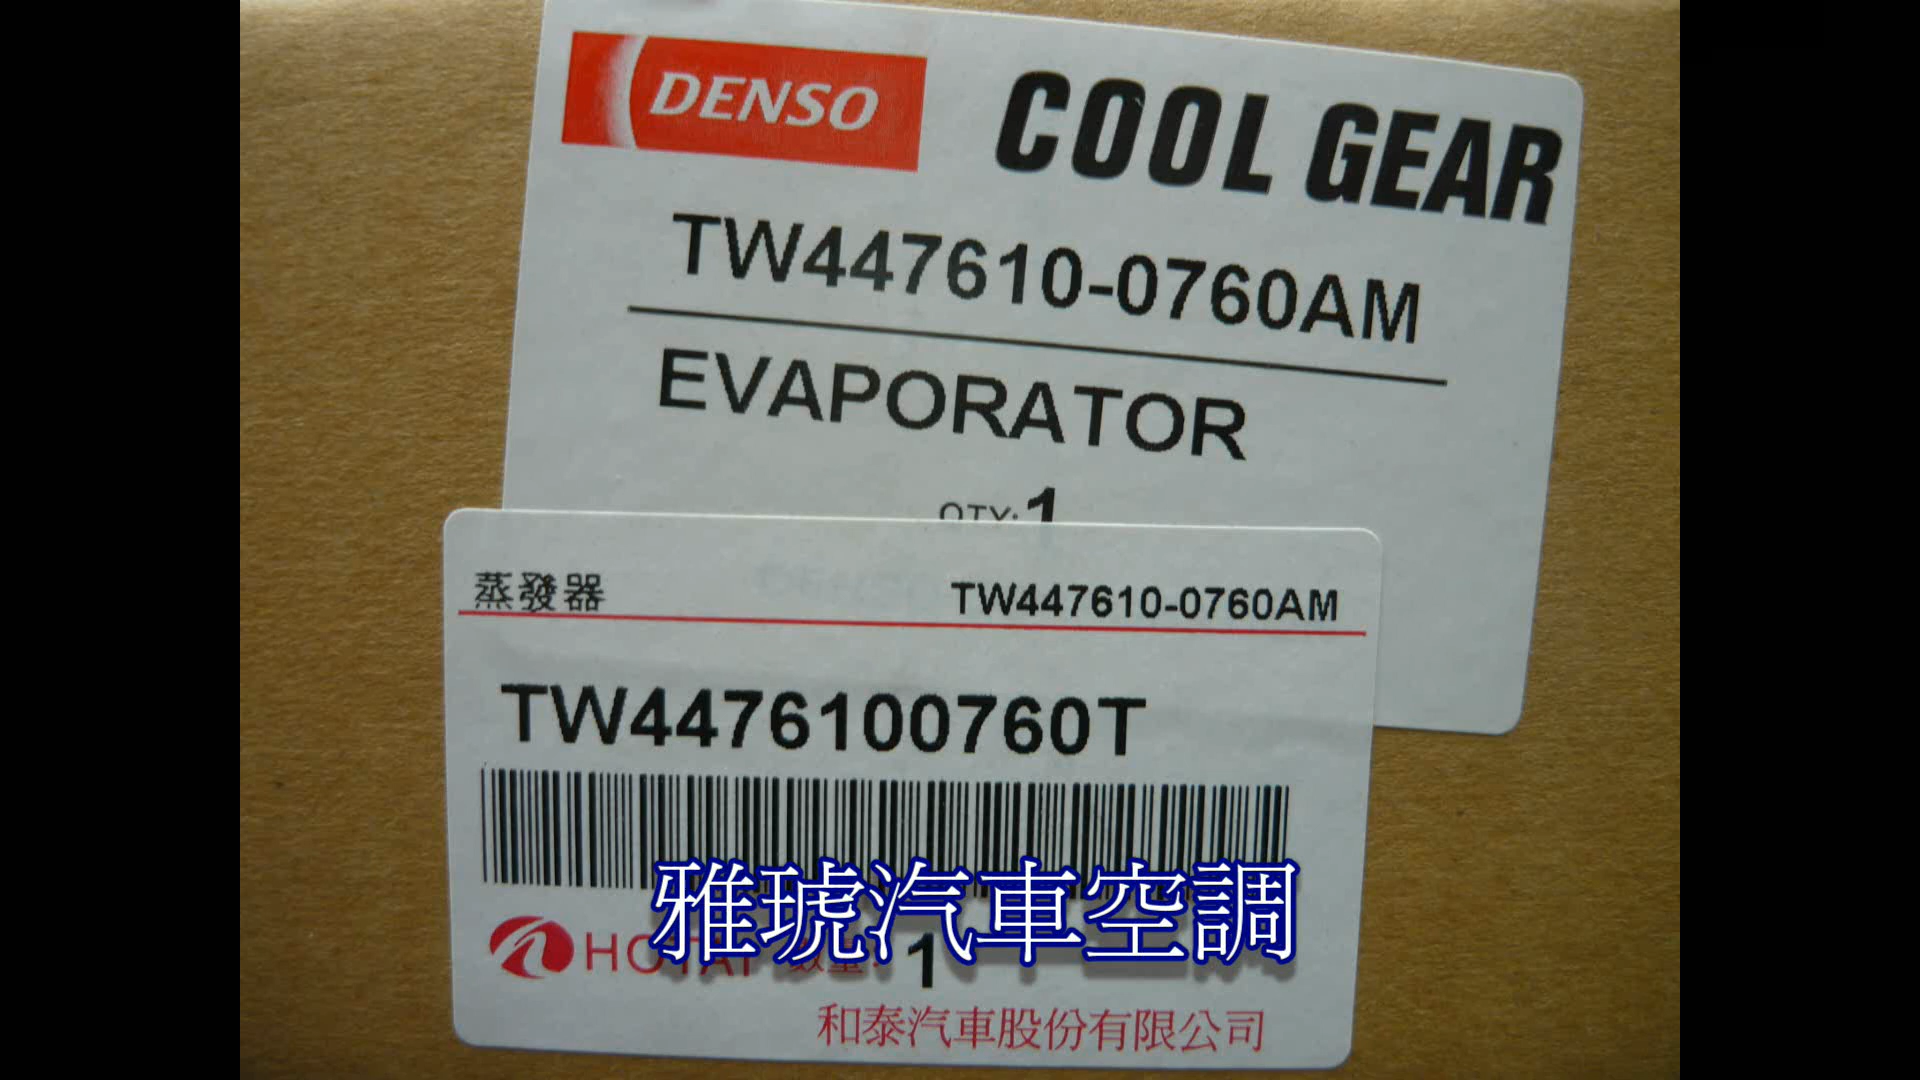 DENSO COOL GEAR
TW447610-0760AM
EVAPORATOR
QTY: 1
蒸發器 TW447610-0760AM
TW4476100760T
雅琥汽車空調
HOTAI 數量: 1
和泰汽車股份有限公司